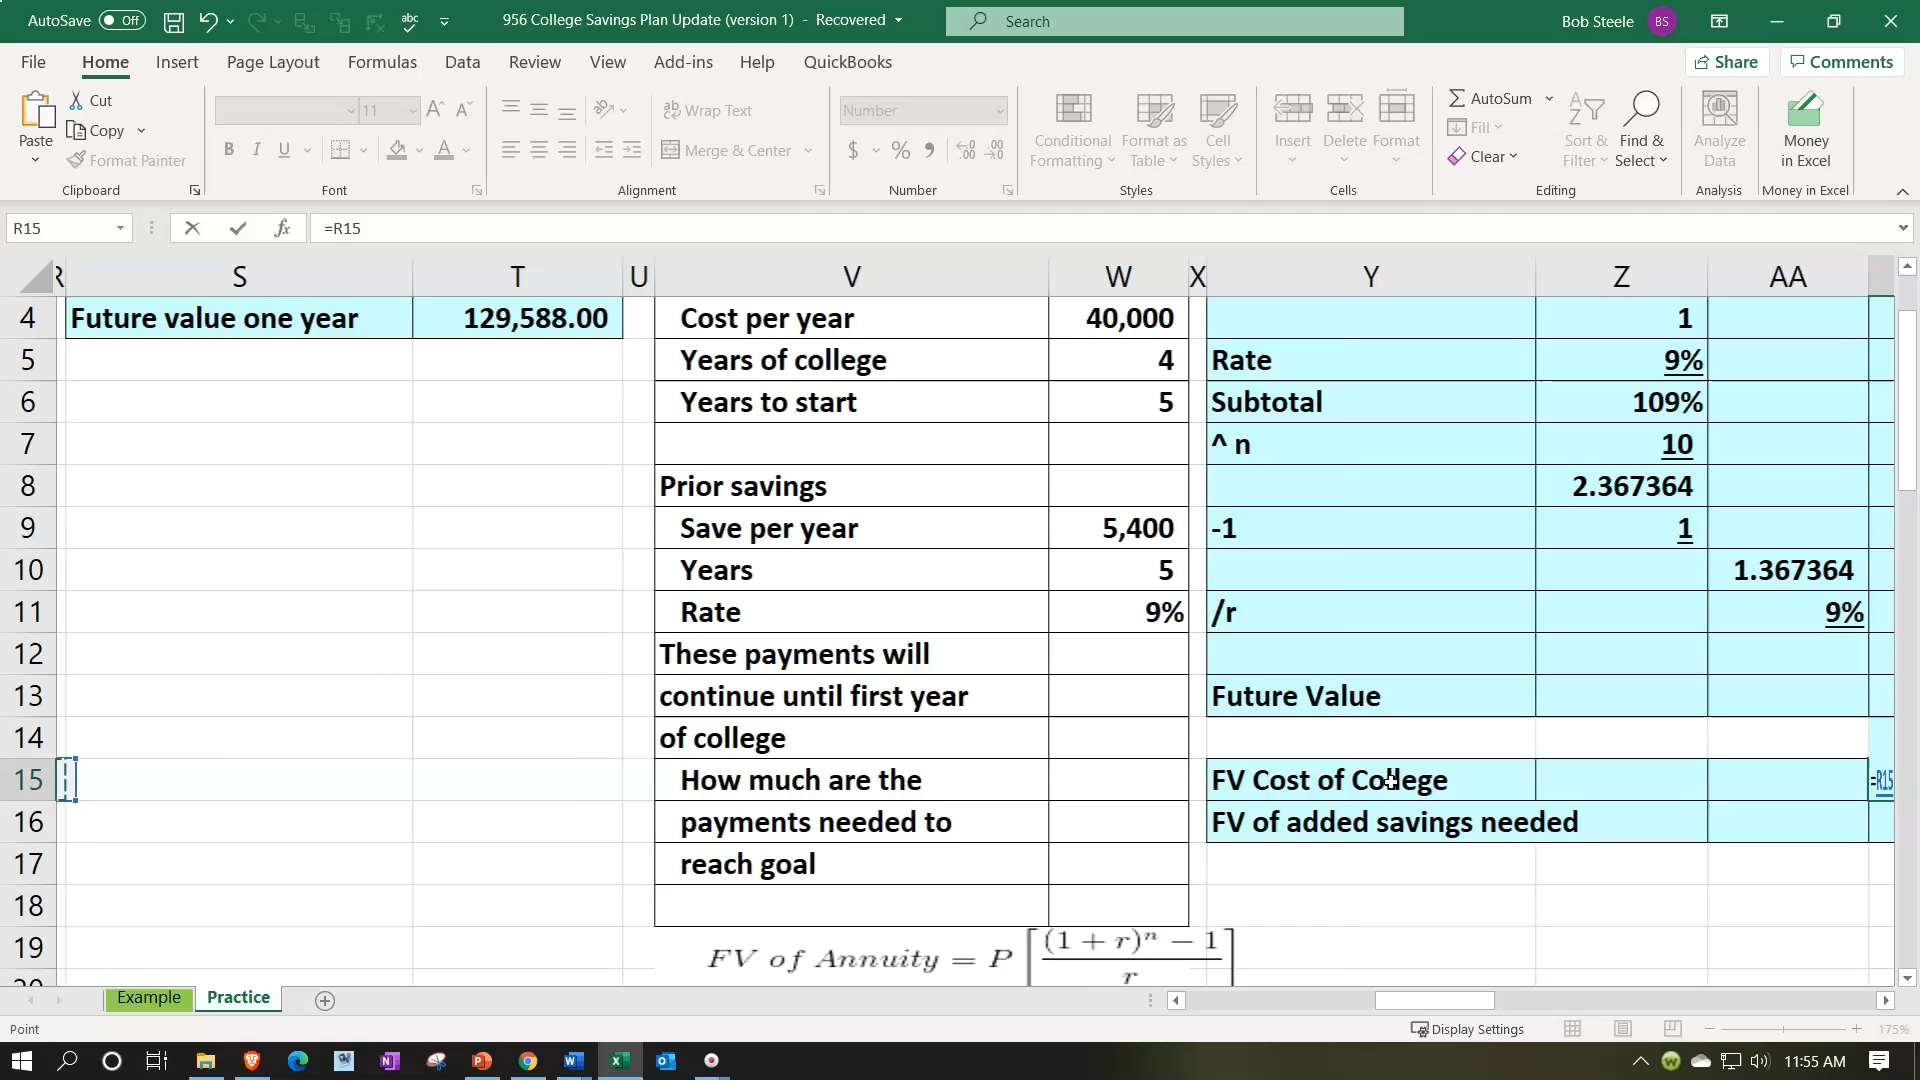 AutoSave Off abc 956 College Savings Plan Update (version 1) - Recovered Search Bob Steele BS
File Home Insert Page Layout Formulas Data Review View Add-ins Help QuickBooks Share Comments
Paste Cut Copy Format Painter
11 A A B I U A
ab Wrap Text Merge & Center
Number $ % 9
Conditional Formatting Format as Table Cell Styles
Insert Delete Format
AutoSum Fill Clear Sort & Filter Find & Select
Analyze Data Money in Excel
Clipboard Font Alignment Number Styles Cells Editing Analysis Money in Excel
R15 fx =R15
R S T U V W X Y Z AA
4 Future value one year 129,588.00 Cost per year 40,000 1
5 Years of college 4 Rate 9%
6 Years to start 5 Subtotal 109%
7 ^ n 10
8 Prior savings 2.367364
9 Save per year 5,400 -1 1
10 Years 5 1.367364
11 Rate 9% /r 9%
12 These payments will
13 continue until first year Future Value
14 of college
15 How much are the FV Cost of College =R15
16 payments needed to FV of added savings needed
17 reach goal
18
19 FV of Annuity = P [ (1 + r)^n − 1 / r ]
20
Example Practice
Point Display Settings 175%
11:55 AM